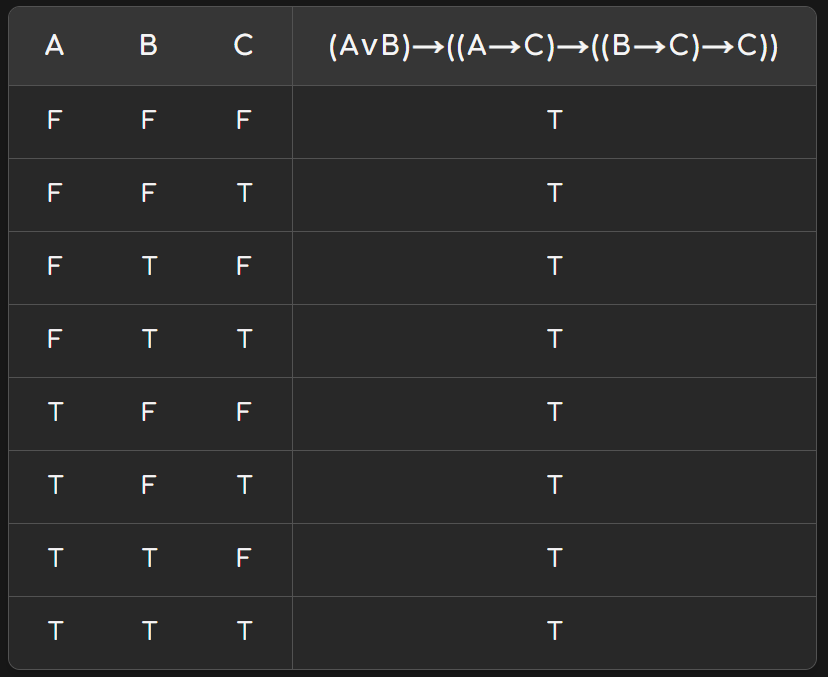 A B C (AvB)→((A→C)→((B→C)→C))
F F F T
F F T T
F T F T
F T T T
T F F T
T F T T
T T F T
T T T T